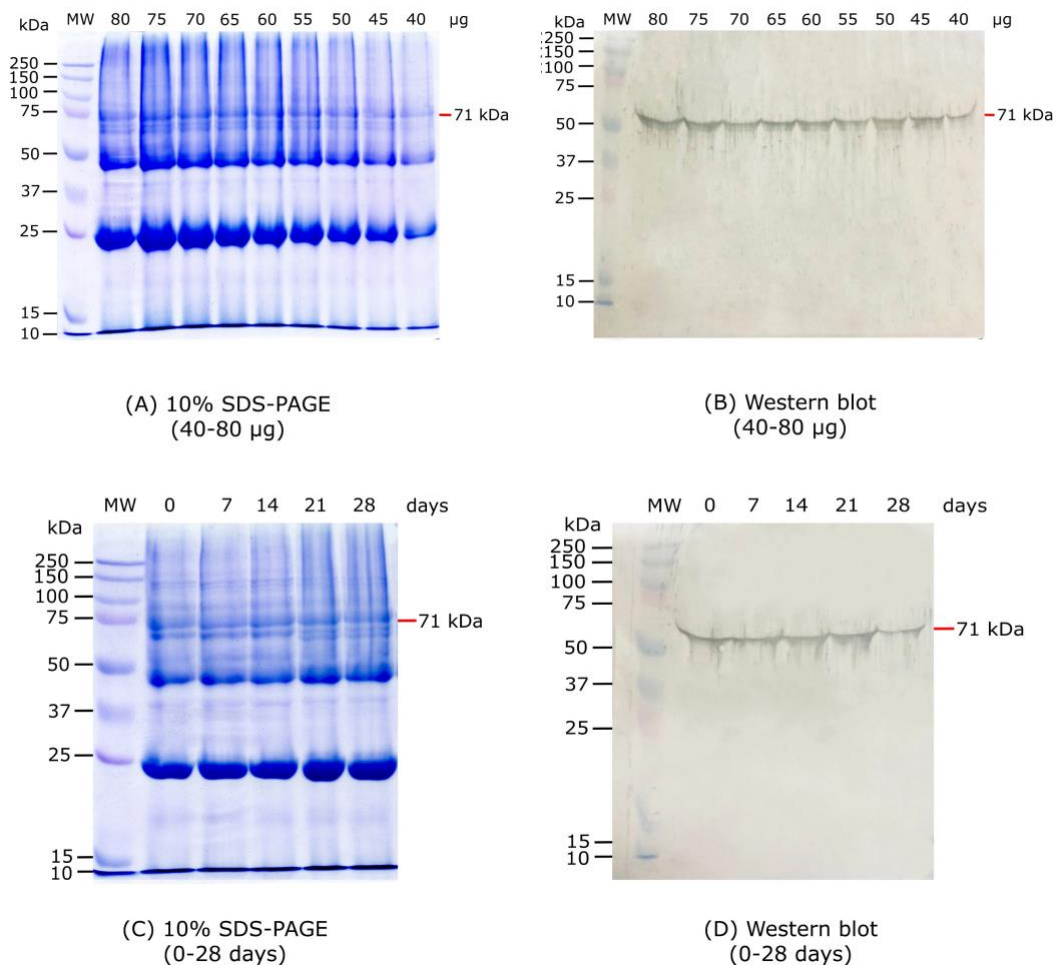 kDa MW 80 75 70 65 60 55 50 45 40 µg
250
150
100
75
71 kDa
50
37
25
15
10
(A) 10% SDS-PAGE
(40-80 µg)
kDa MW 80 75 70 65 60 55 50 45 40 µg
250
150
100
75
71 kDa
50
37
25
15
10
(B) Western blot
(40-80 µg)
MW 0 7 14 21 28 days
kDa
250
150
100
75
71 kDa
50
37
25
15
10
(C) 10% SDS-PAGE
(0-28 days)
MW 0 7 14 21 28 days
kDa
250
150
100
75
71 kDa
50
37
25
15
10
(D) Western blot
(0-28 days)